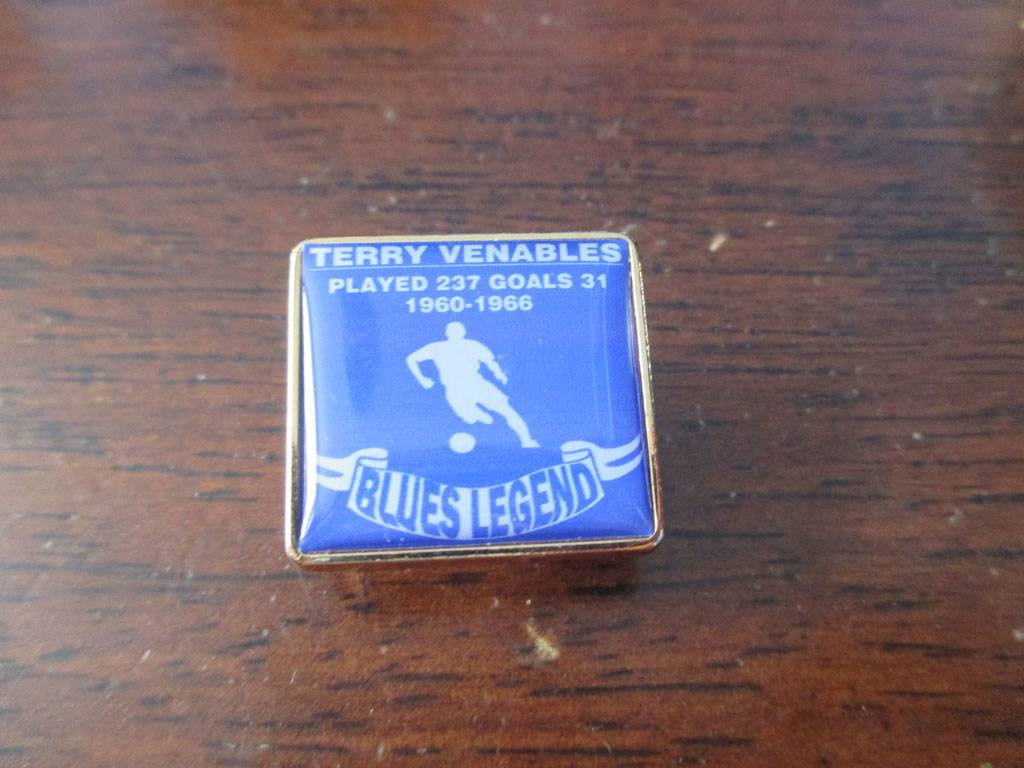 TERRY VENABLES
PLAYED 237 GOALS 31
1960-1966
BLUES LEGEND